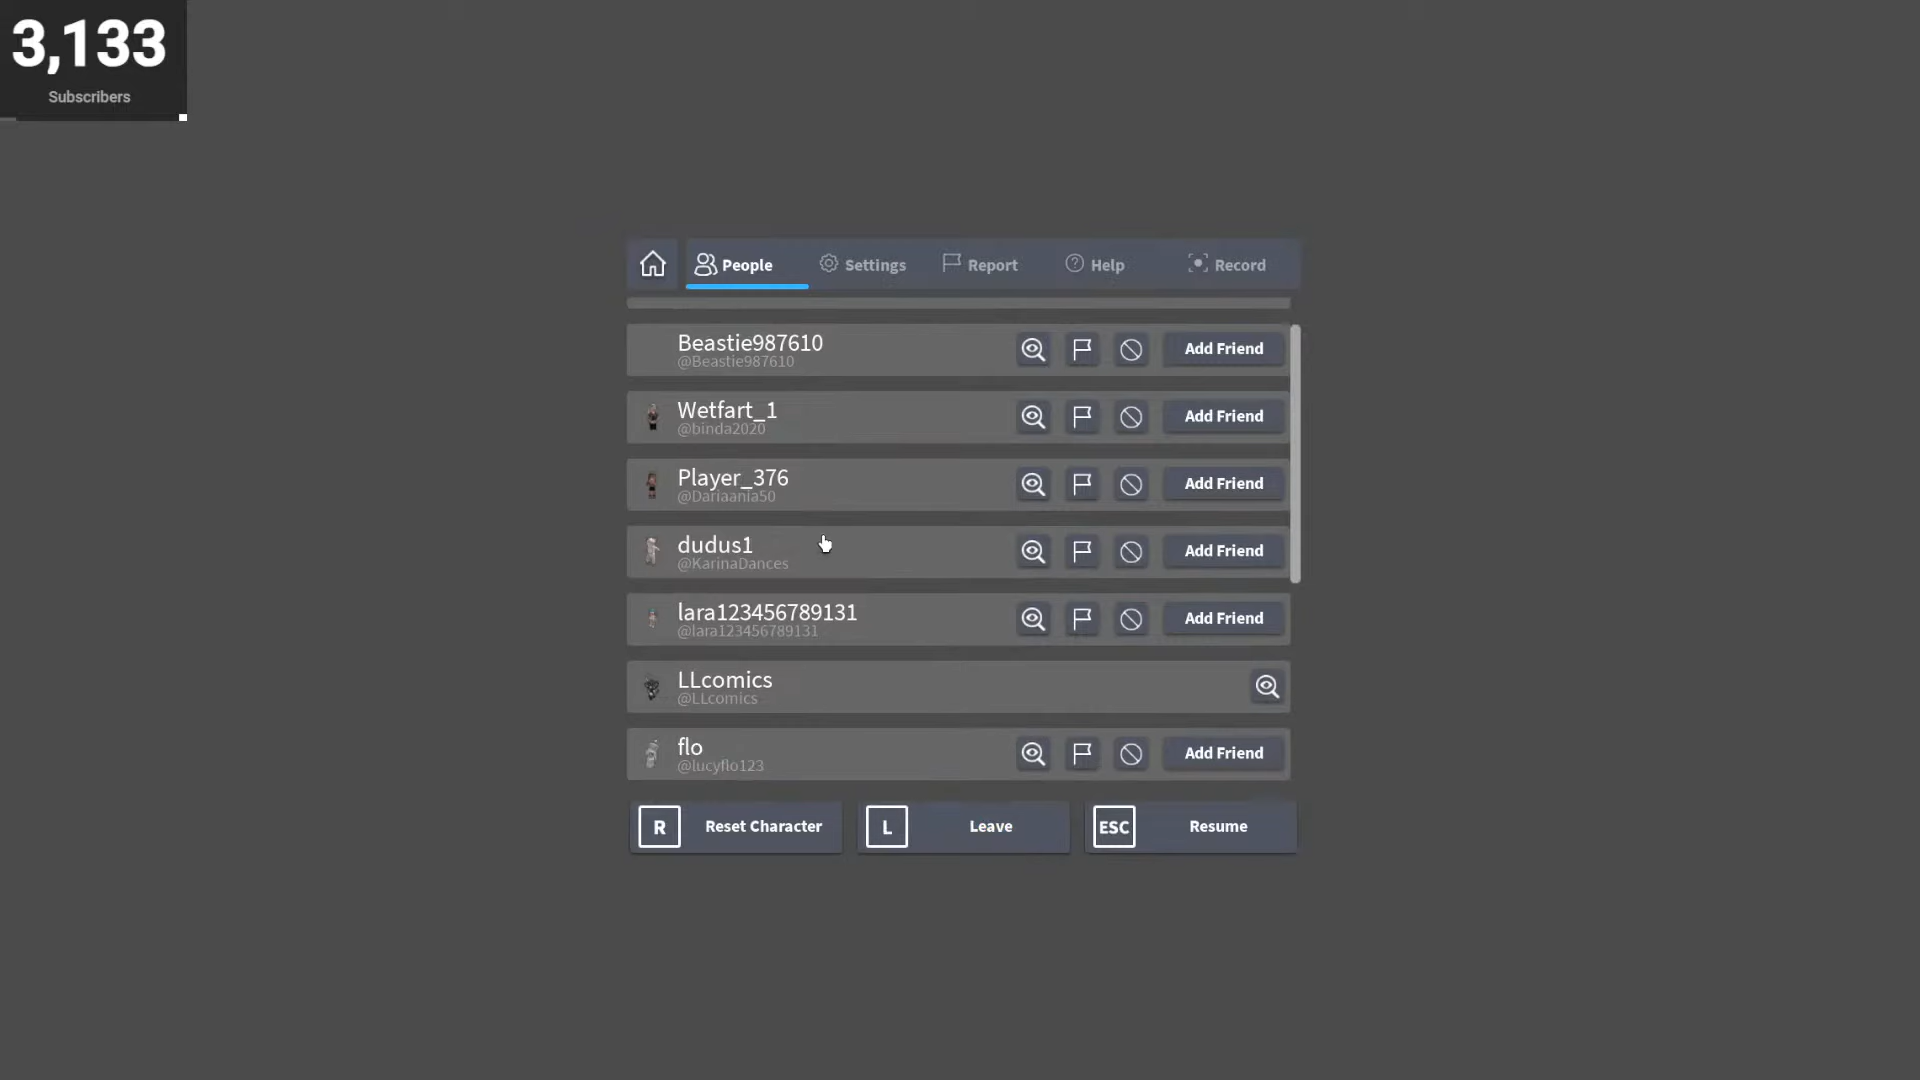 3,133
Subscribers
People
Settings
Report
Help
Record
Beastie987610
@Beastie987610
Add Friend
Wetfart_1
@binda2020
Add Friend
Player_376
@Dariaania50
Add Friend
dudus1
@KarinaDances
Add Friend
lara123456789131
@lara123456789131
Add Friend
LLcomics
@LLcomics
flo
@lucyflo123
Add Friend
R Reset Character
L Leave
ESC Resume